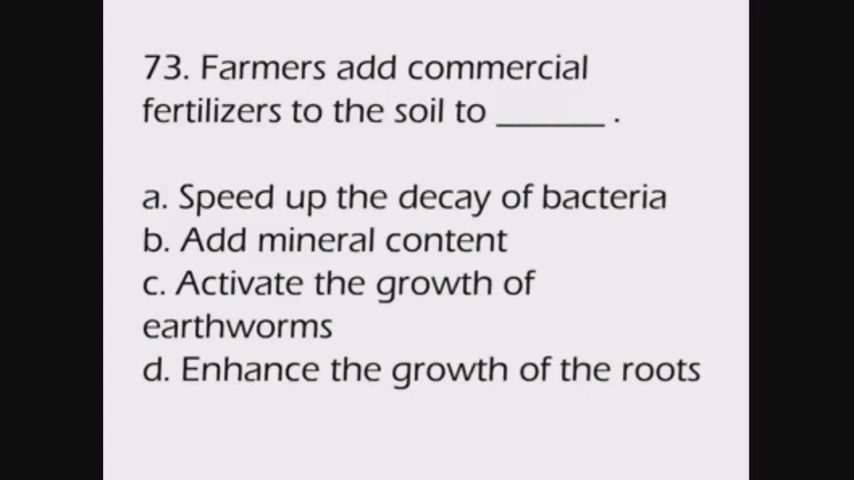 73. Farmers add commercial
fertilizers to the soil to ______ .
a. Speed up the decay of bacteria
b. Add mineral content
c. Activate the growth of
earthworms
d. Enhance the growth of the roots